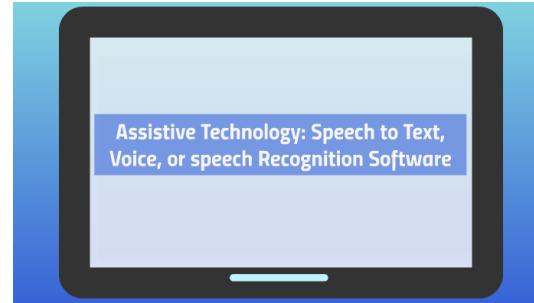 Assistive Technology: Speech to Text,
Voice, or speech Recognition Software